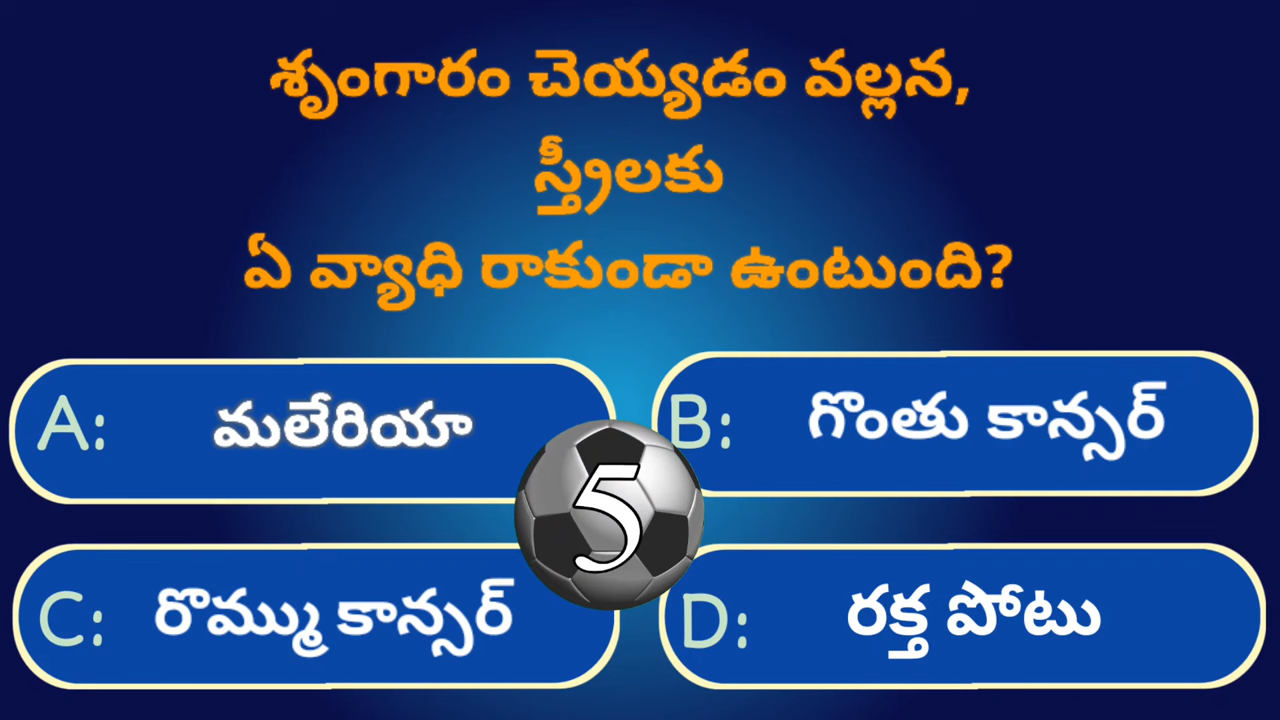 శృంగారం చెయ్యడం వల్లన,
స్త్రీలకు
ఏ వ్యాధి రాకుండా ఉంటుంది?
A: మలేరియా
B: గొంతు కాన్సర్
5
C: రొమ్ము కాన్సర్
D: రక్త పోటు